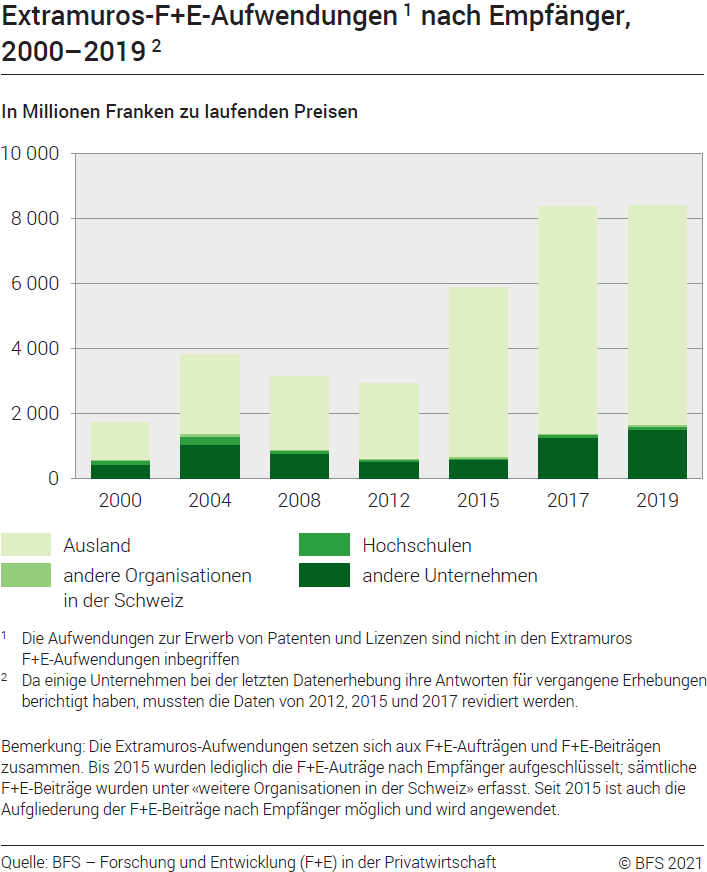 Extramuros-F+E-Aufwendungen ¹ nach Empfänger,
2000–2019 ²
In Millionen Franken zu laufenden Preisen
10 000
8 000
6 000
4 000
2 000
0
2000 2004 2008 2012 2015 2017 2019
Ausland Hochschulen
andere Organisationen andere Unternehmen
in der Schweiz
¹ Die Aufwendungen zur Erwerb von Patenten und Lizenzen sind nicht in den Extramuros
F+E-Aufwendungen inbegriffen
² Da einige Unternehmen bei der letzten Datenerhebung ihre Antworten für vergangene Erhebungen
berichtigt haben, mussten die Daten von 2012, 2015 und 2017 revidiert werden.
Bemerkung: Die Extramuros-Aufwendungen setzen sich aus F+E-Aufträgen und F+E-Beiträgen
zusammen. Bis 2015 wurden lediglich die F+E-Auträge nach Empfänger aufgeschlüsselt; sämtliche
F+E-Beiträge wurden unter «weitere Organisationen in der Schweiz» erfasst. Seit 2015 ist auch die
Aufgliederung der F+E-Beiträge nach Empfänger möglich und wird angewendet.
Quelle: BFS – Forschung und Entwicklung (F+E) in der Privatwirtschaft © BFS 2021